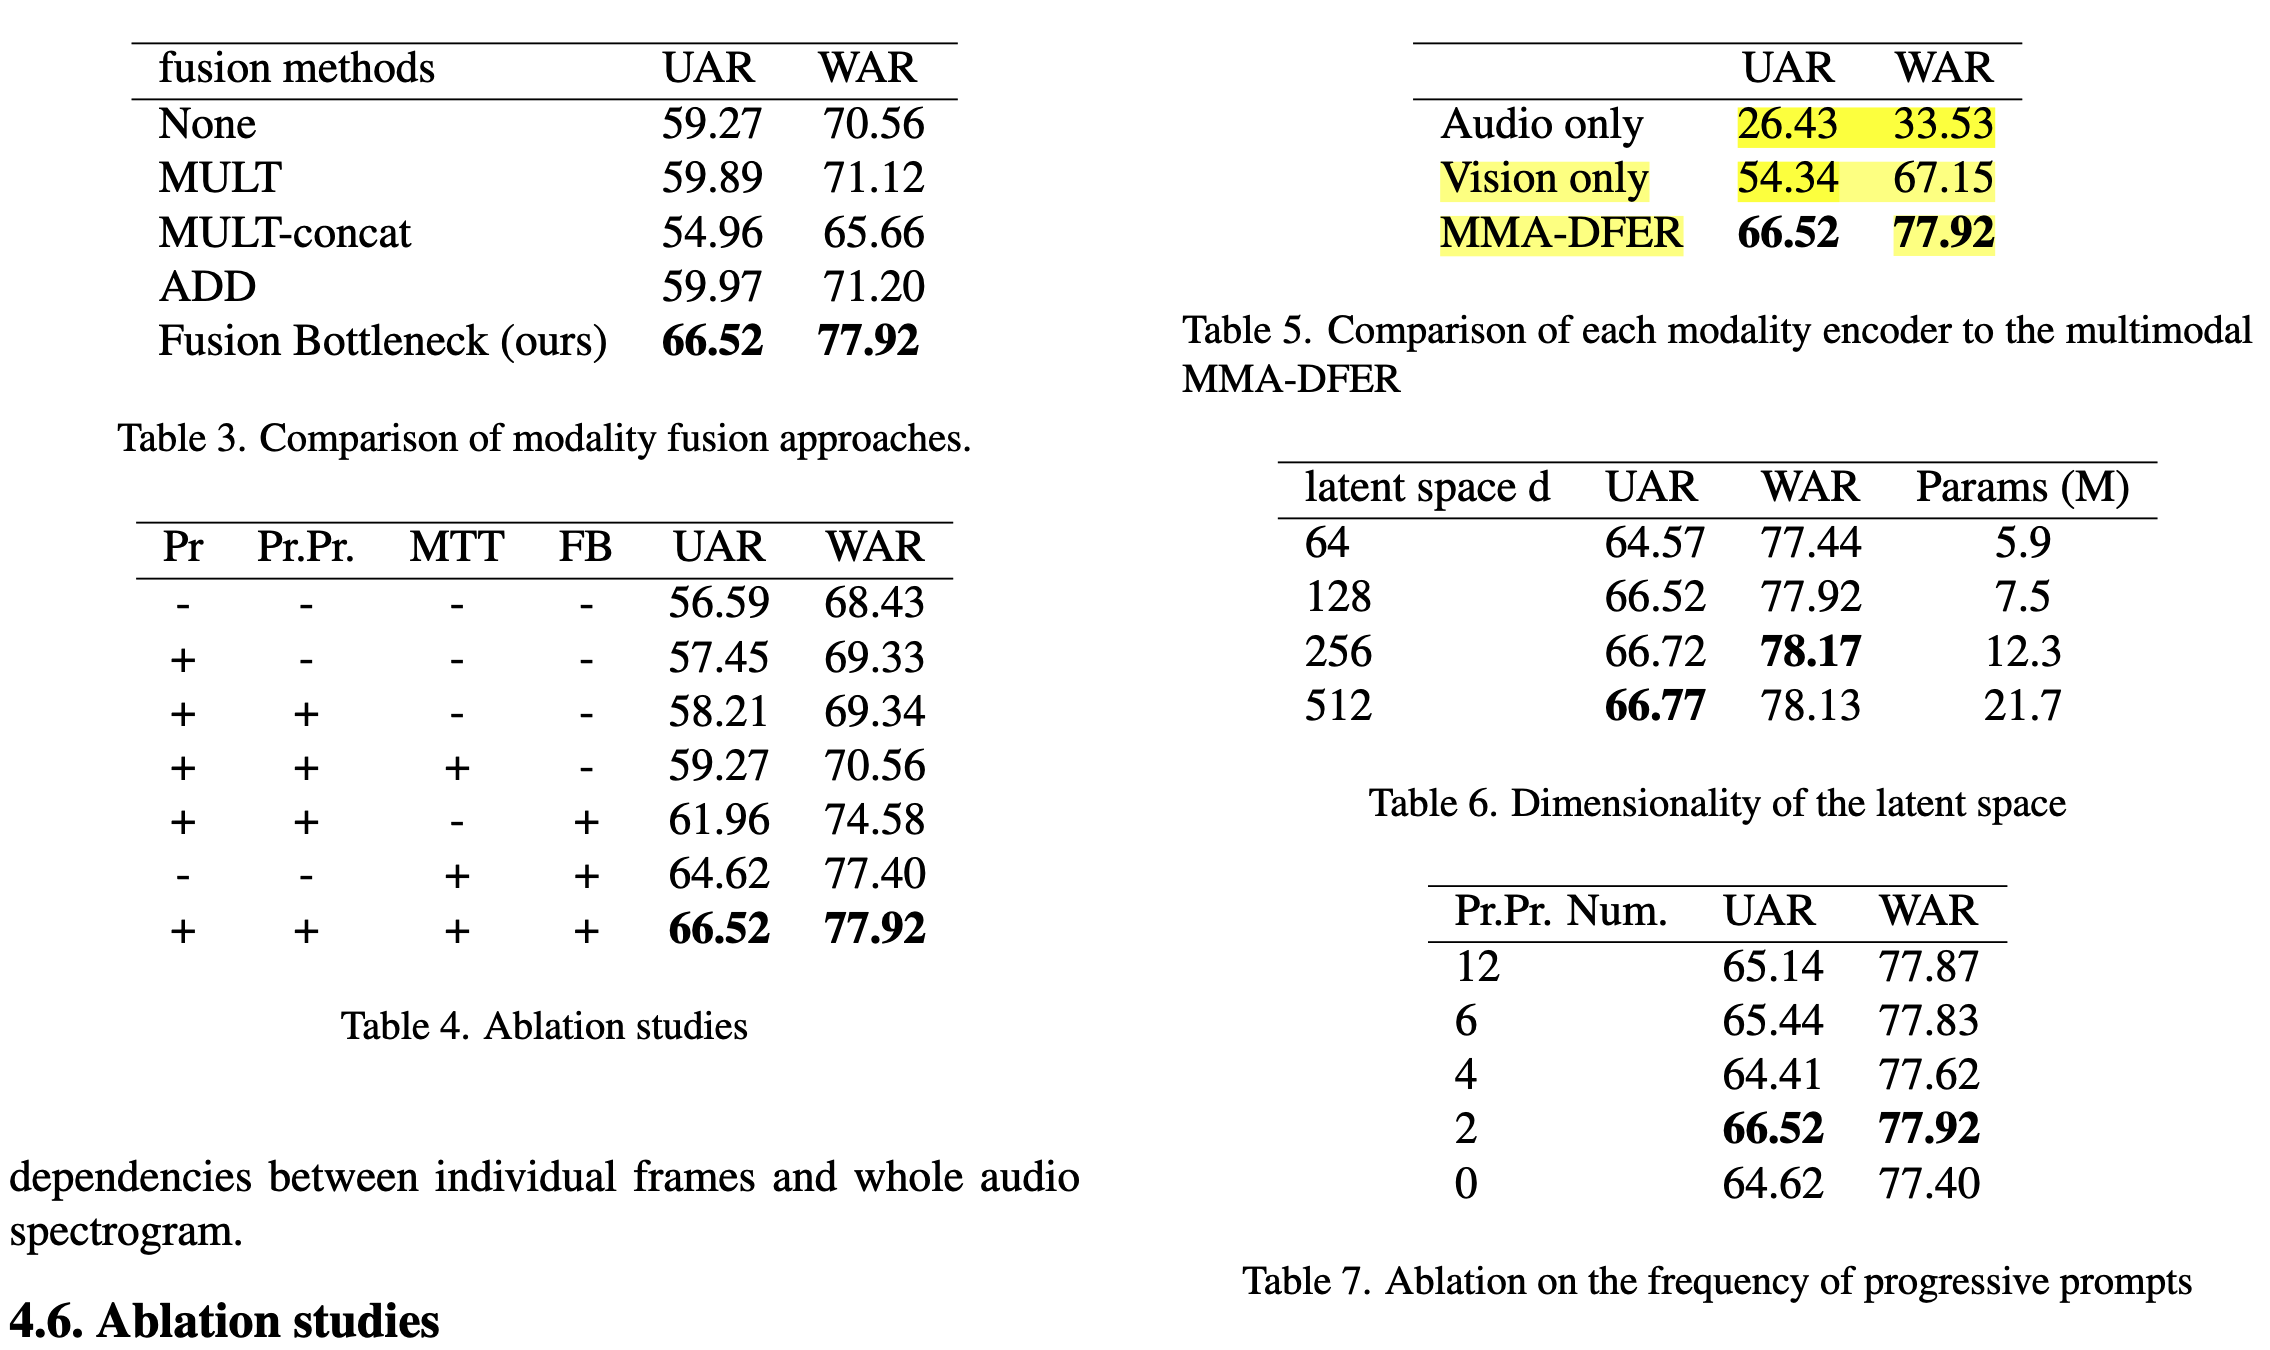 fusion methods UAR WAR
None 59.27 70.56
MULT 59.89 71.12
MULT-concat 54.96 65.66
ADD 59.97 71.20
Fusion Bottleneck (ours) 66.52 77.92
Table 3. Comparison of modality fusion approaches.
Pr Pr.Pr. MTT FB UAR WAR
- - - - 56.59 68.43
+ - - - 57.45 69.33
+ + - - 58.21 69.34
+ + + - 59.27 70.56
+ + - + 61.96 74.58
- - + + 64.62 77.40
+ + + + 66.52 77.92
Table 4. Ablation studies
dependencies between individual frames and whole audio
spectrogram.
4.6. Ablation studies
UAR WAR
Audio only 26.43 33.53
Vision only 54.34 67.15
MMA-DFER 66.52 77.92
Table 5. Comparison of each modality encoder to the multimodal
MMA-DFER
latent space d UAR WAR Params (M)
64 64.57 77.44 5.9
128 66.52 77.92 7.5
256 66.72 78.17 12.3
512 66.77 78.13 21.7
Table 6. Dimensionality of the latent space
Pr.Pr. Num. UAR WAR
12 65.14 77.87
6 65.44 77.83
4 64.41 77.62
2 66.52 77.92
0 64.62 77.40
Table 7. Ablation on the frequency of progressive prompts